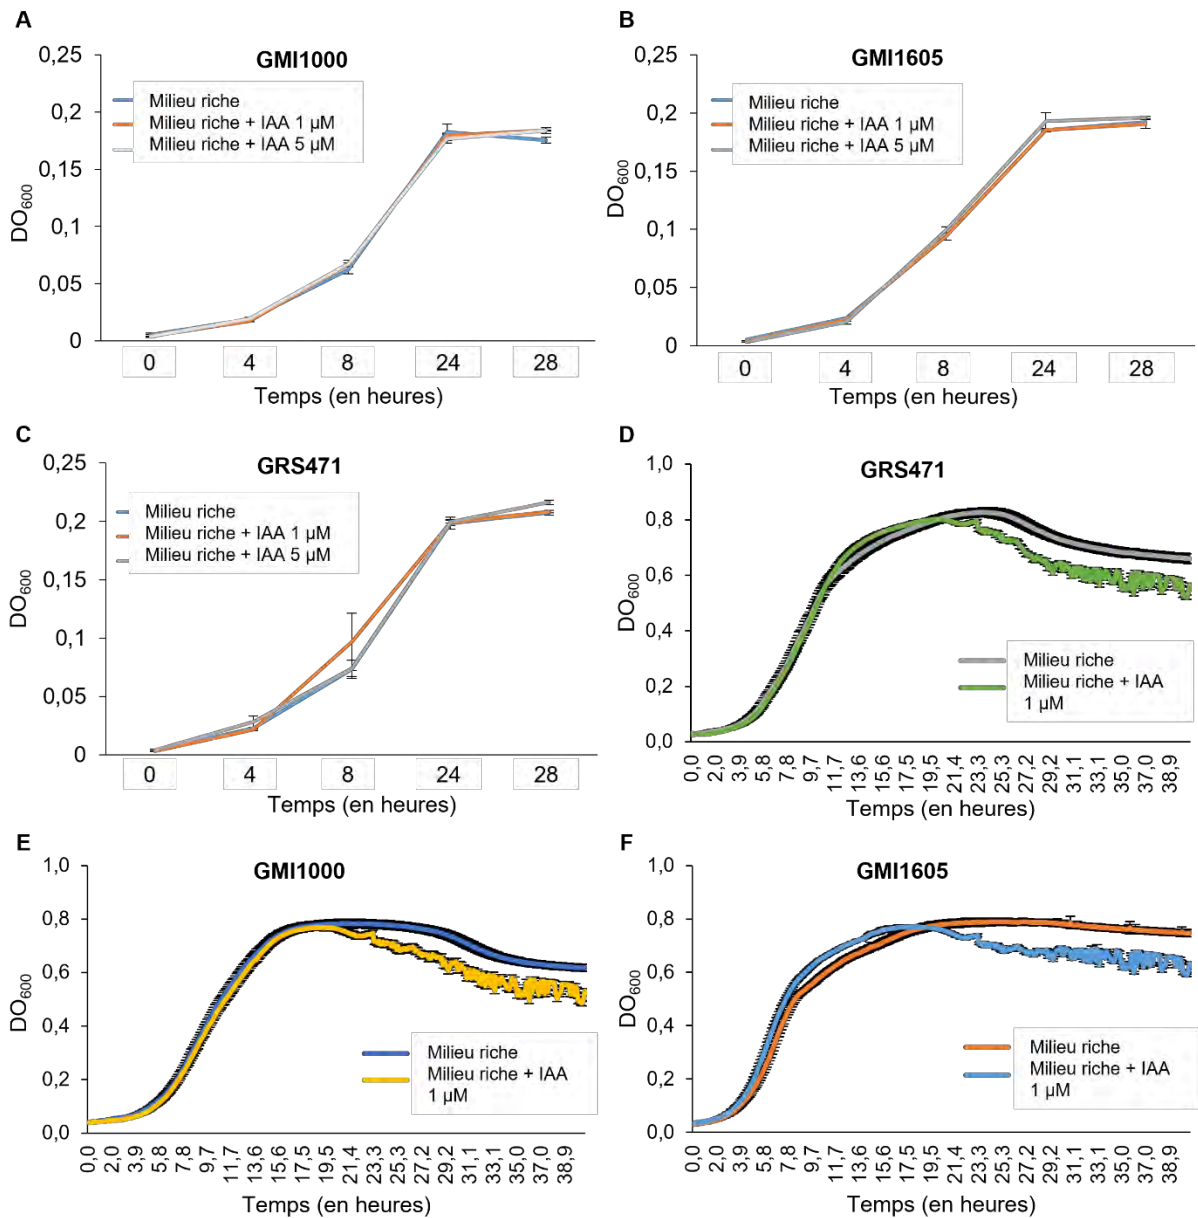 A
GMI1000
0,25
0,2
0,15
0,1
0,05
0
DO600
Milieu riche
Milieu riche + IAA 1 µM
Milieu riche + IAA 5 µM
0 4 8 24 28
Temps (en heures)
B
GMI1605
0,25
0,2
0,15
0,1
0,05
0
DO600
Milieu riche
Milieu riche + IAA 1 µM
Milieu riche + IAA 5 µM
0 4 8 24 28
Temps (en heures)
C
GRS471
0,25
0,2
0,15
0,1
0,05
0
DO600
Milieu riche
Milieu riche + IAA 1 µM
Milieu riche + IAA 5 µM
0 4 8 24 28
Temps (en heures)
D
GRS471
1,0
0,8
0,6
0,4
0,2
0,0
DO600
Milieu riche
Milieu riche + IAA
1 µM
0,0 2,0 3,9 5,8 7,8 9,7 11,7 13,6 15,6 17,5 19,5 21,4 23,3 25,3 27,2 29,2 31,1 33,1 35,0 37,0 38,9
Temps (en heures)
E
GMI1000
1,0
0,8
0,6
0,4
0,2
0,0
DO600
Milieu riche
Milieu riche + IAA
1 µM
0,0 2,0 3,9 5,8 7,8 9,7 11,7 13,6 15,6 17,5 19,5 21,4 23,3 25,3 27,2 29,2 31,1 33,1 35,0 37,0 38,9
Temps (en heures)
F
GMI1605
1,0
0,8
0,6
0,4
0,2
0,0
DO600
Milieu riche
Milieu riche + IAA
1 µM
0,0 2,0 3,9 5,8 7,8 9,7 11,7 13,6 15,6 17,5 19,5 21,4 23,3 25,3 27,2 29,2 31,1 33,1 35,0 37,0 38,9
Temps (en heures)